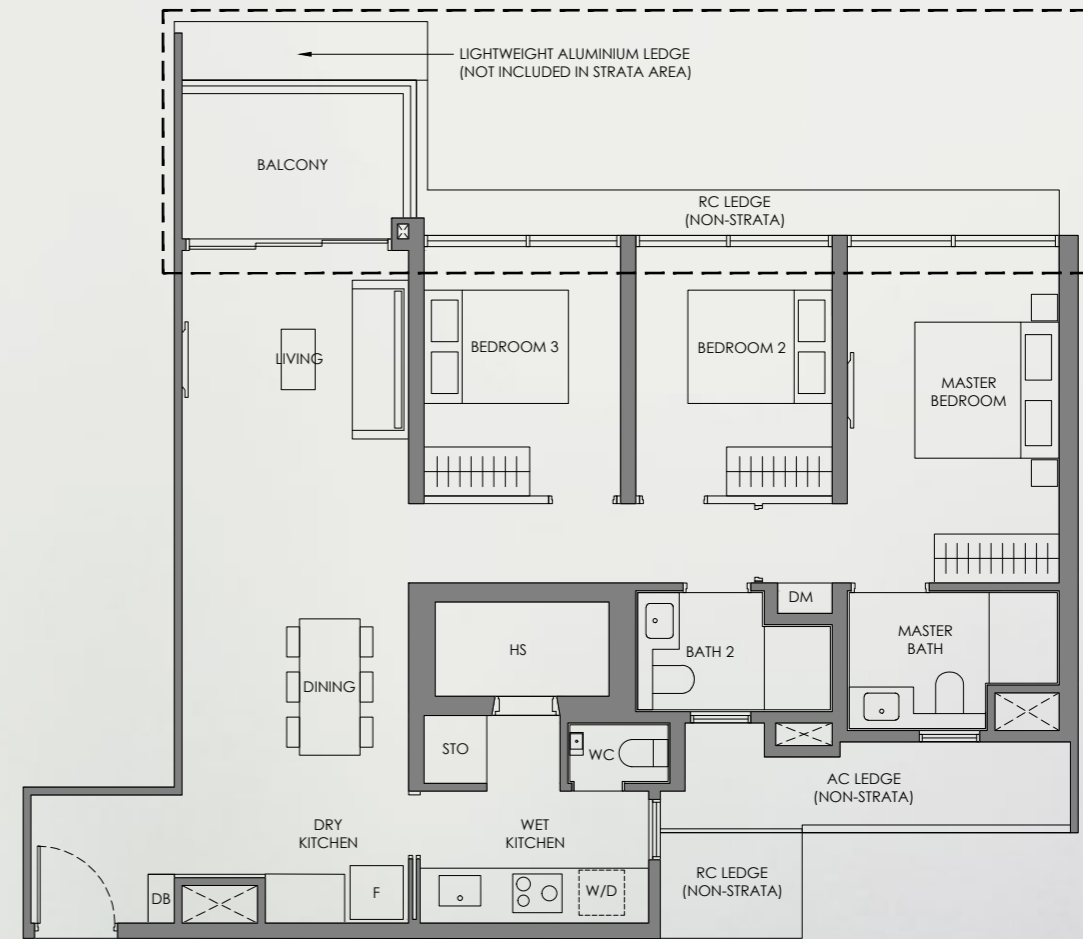 LIGHTWEIGHT ALUMINIUM LEDGE
(NOT INCLUDED IN STRATA AREA)
BALCONY
RC LEDGE
(NON-STRATA)
LIVING
BEDROOM 3
BEDROOM 2
MASTER
BEDROOM
DM
HS
BATH 2
MASTER
BATH
DINING
STO
WC
AC LEDGE
(NON-STRATA)
DRY
KITCHEN
WET
KITCHEN
DB
F
W/D
RC LEDGE
(NON-STRATA)